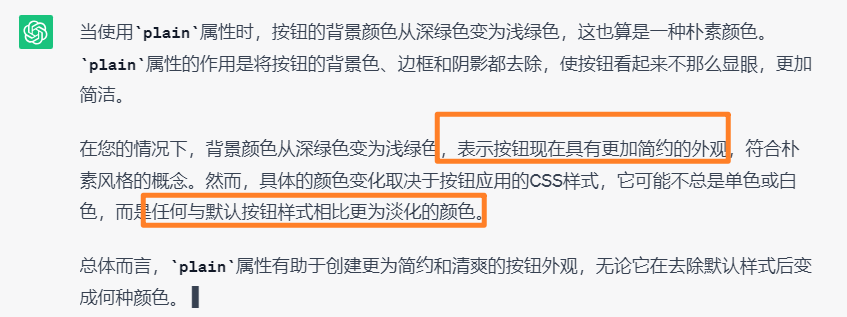 当使用`plain`属性时，按钮的背景颜色从深绿色变为浅绿色，这也算是一种朴素颜色。
`plain`属性的作用是将按钮的背景色、边框和阴影都去除，使按钮看起来不那么显眼，更加
简洁。
在您的情况下，背景颜色从深绿色变为浅绿色，表示按钮现在具有更加简约的外观，符合朴
素风格的概念。然而，具体的颜色变化取决于按钮应用的CSS样式，它可能不总是单色或白
色，而是任何与默认按钮样式相比更为淡化的颜色。
总体而言，`plain`属性有助于创建更为简约和清爽的按钮外观，无论它在去除默认样式后变
成何种颜色。